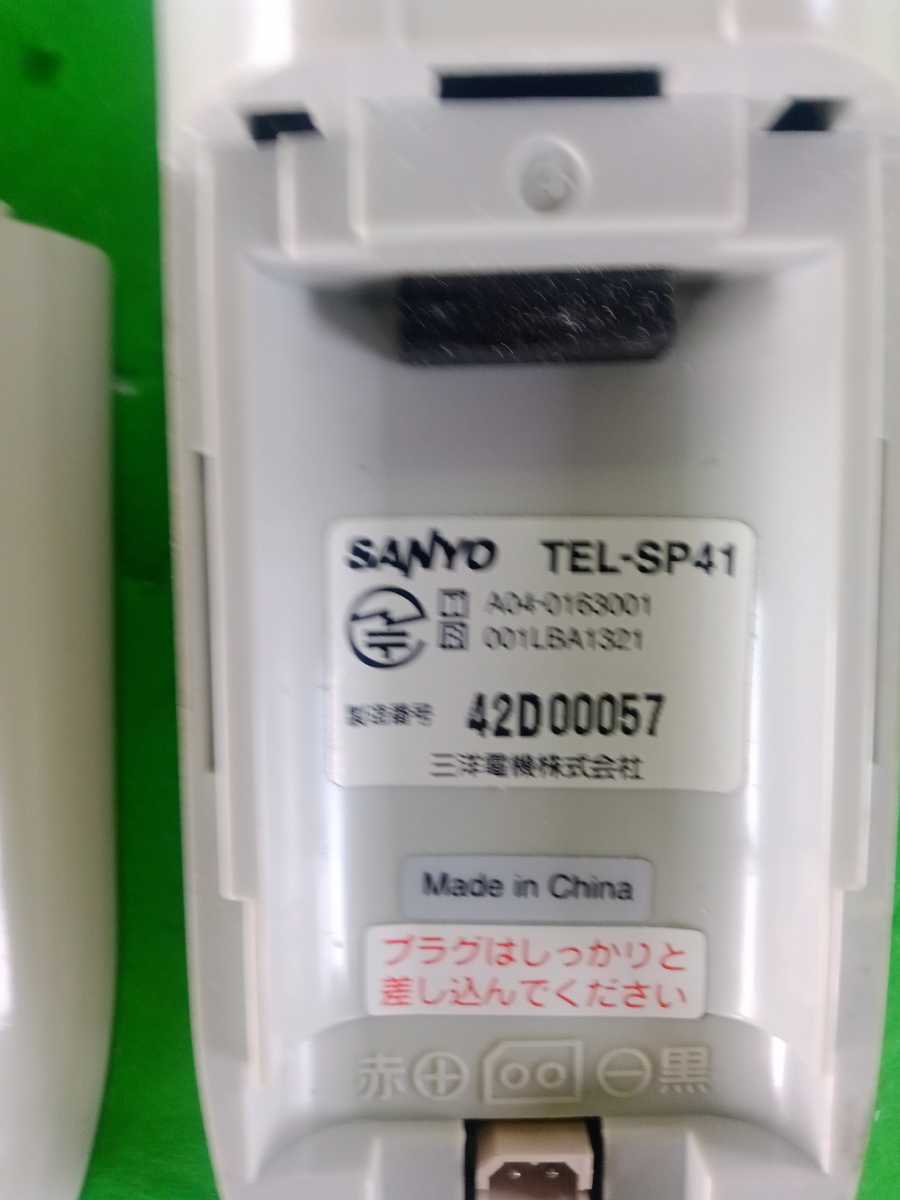 SANYO TEL-SP41
T A04-0163001
R 001LBA1321
製造番号 42D00057
三洋電機株式会社
Made in China
プラグはしっかりと
差し込んでください
赤 ⊕ ⊖ 黒